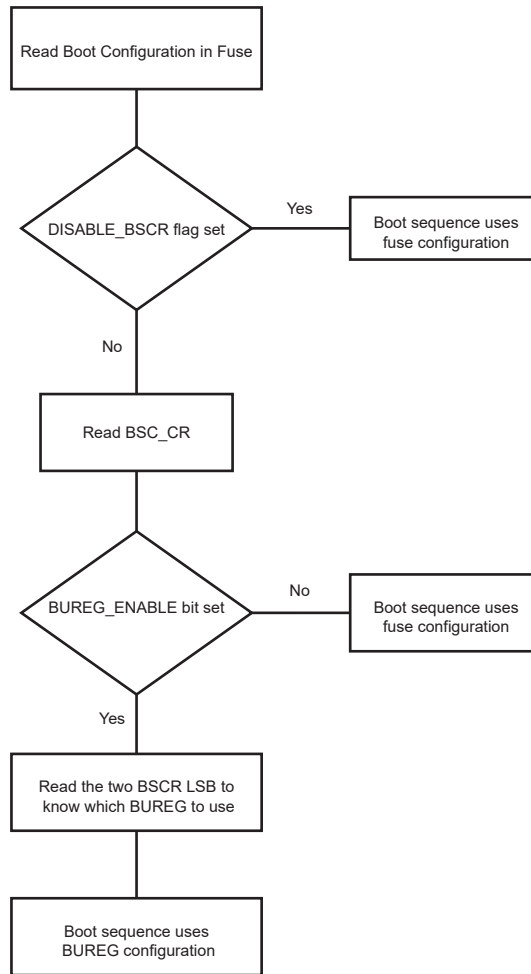 Read Boot Configuration in Fuse
DISABLE_BSCR flag set
Yes
Boot sequence uses
fuse configuration
No
Read BSC_CR
BUREG_ENABLE bit set
No
Boot sequence uses
fuse configuration
Yes
Read the two BSCR LSB to
know which BUREG to use
Boot sequence uses
BUREG configuration